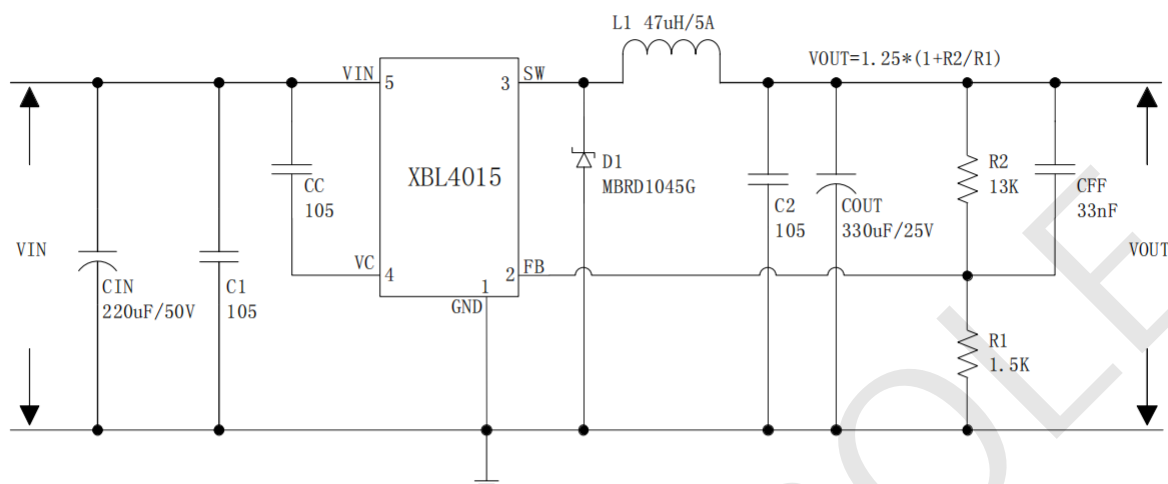 L1 47uH/5A
VOUT=1.25*(1+R2/R1)
VIN
5
3
SW
XBL4015
CC
105
D1
MBRD1045G
C2
105
COUT
330uF/25V
R2
13K
CFF
33nF
VIN
VC
4
2
FB
VOUT
1
GND
CIN
220uF/50V
C1
105
R1
1.5K
OLE